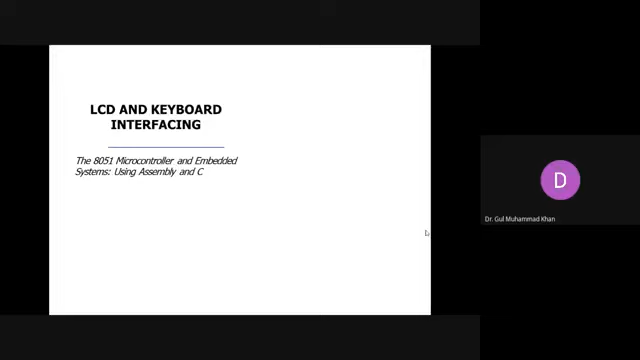 LCD AND KEYBOARD
INTERFACING
The 8051 Microcontroller and Embedded
Systems: Using Assembly and C
D
Dr. Gul Muhammad Khan